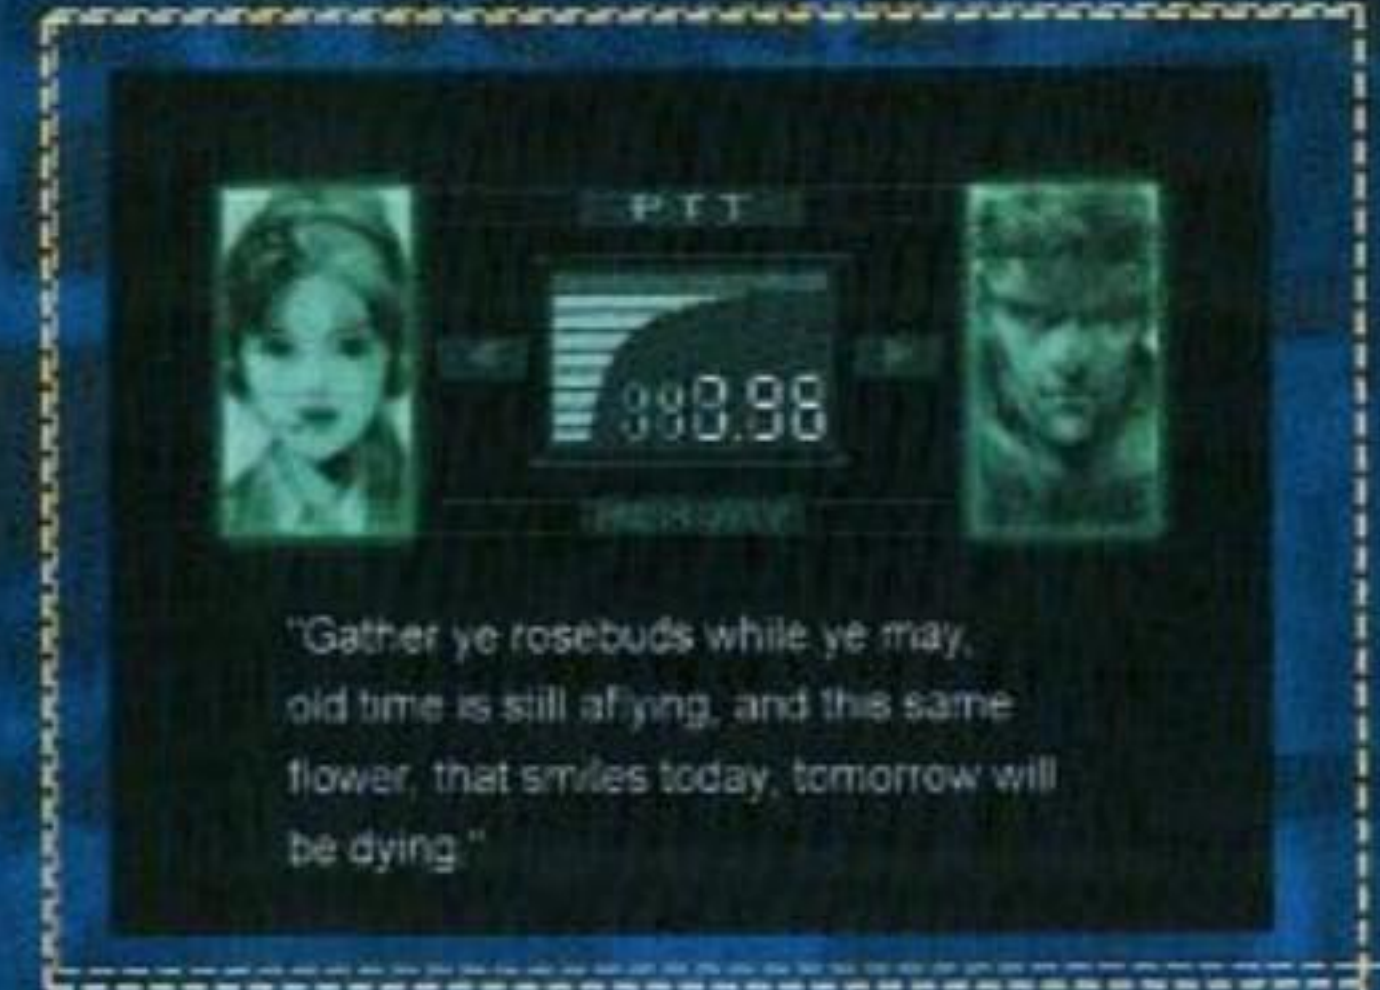 PTT
"Gather ye rosebuds while ye may,
old time is still aflying, and this same
flower, that smiles today, tomorrow will
be dying."